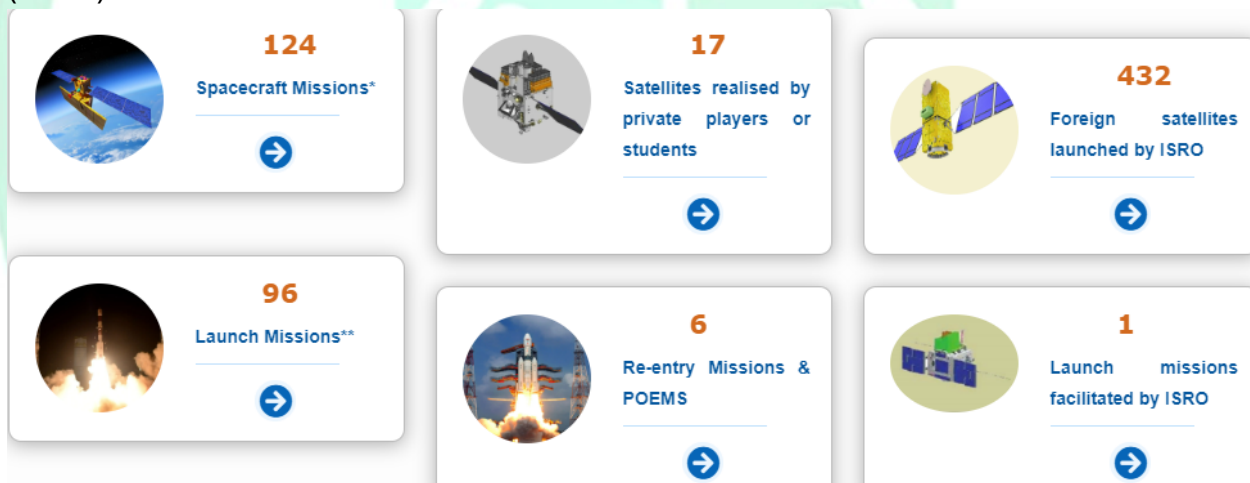 124
Spacecraft Missions*
17
Satellites realised by
private players or
students
432
Foreign satellites
launched by ISRO
96
Launch Missions**
6
Re-entry Missions &
POEMS
1
Launch missions
facilitated by ISRO